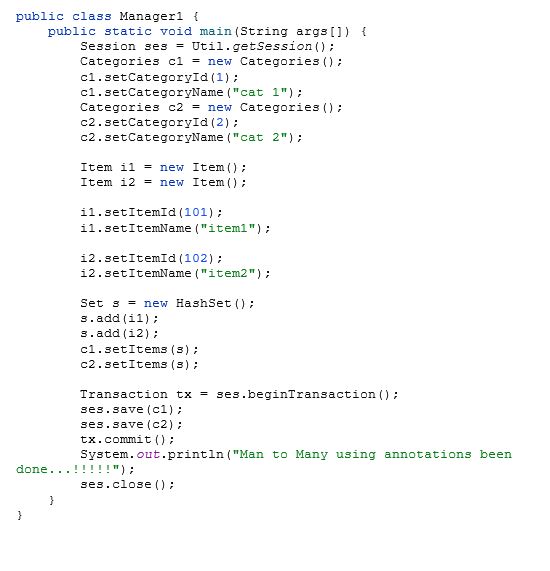 public class Manager1 {
    public static void main(String args[]) {
        Session ses = Util.getSession();
        Categories c1 = new Categories();
        c1.setCategoryId(1);
        c1.setCategoryName("cat 1");
        Categories c2 = new Categories();
        c2.setCategoryId(2);
        c2.setCategoryName("cat 2");

        Item i1 = new Item();
        Item i2 = new Item();

        i1.setItemId(101);
        i1.setItemName("item1");

        i2.setItemId(102);
        i2.setItemName("item2");

        Set s = new HashSet();
        s.add(i1);
        s.add(i2);
        c1.setItems(s);
        c2.setItems(s);

        Transaction tx = ses.beginTransaction();
        ses.save(c1);
        ses.save(c2);
        tx.commit();
        System.out.println("Man to Many using annotations been
done...!!!!!");
        ses.close();
    }
}